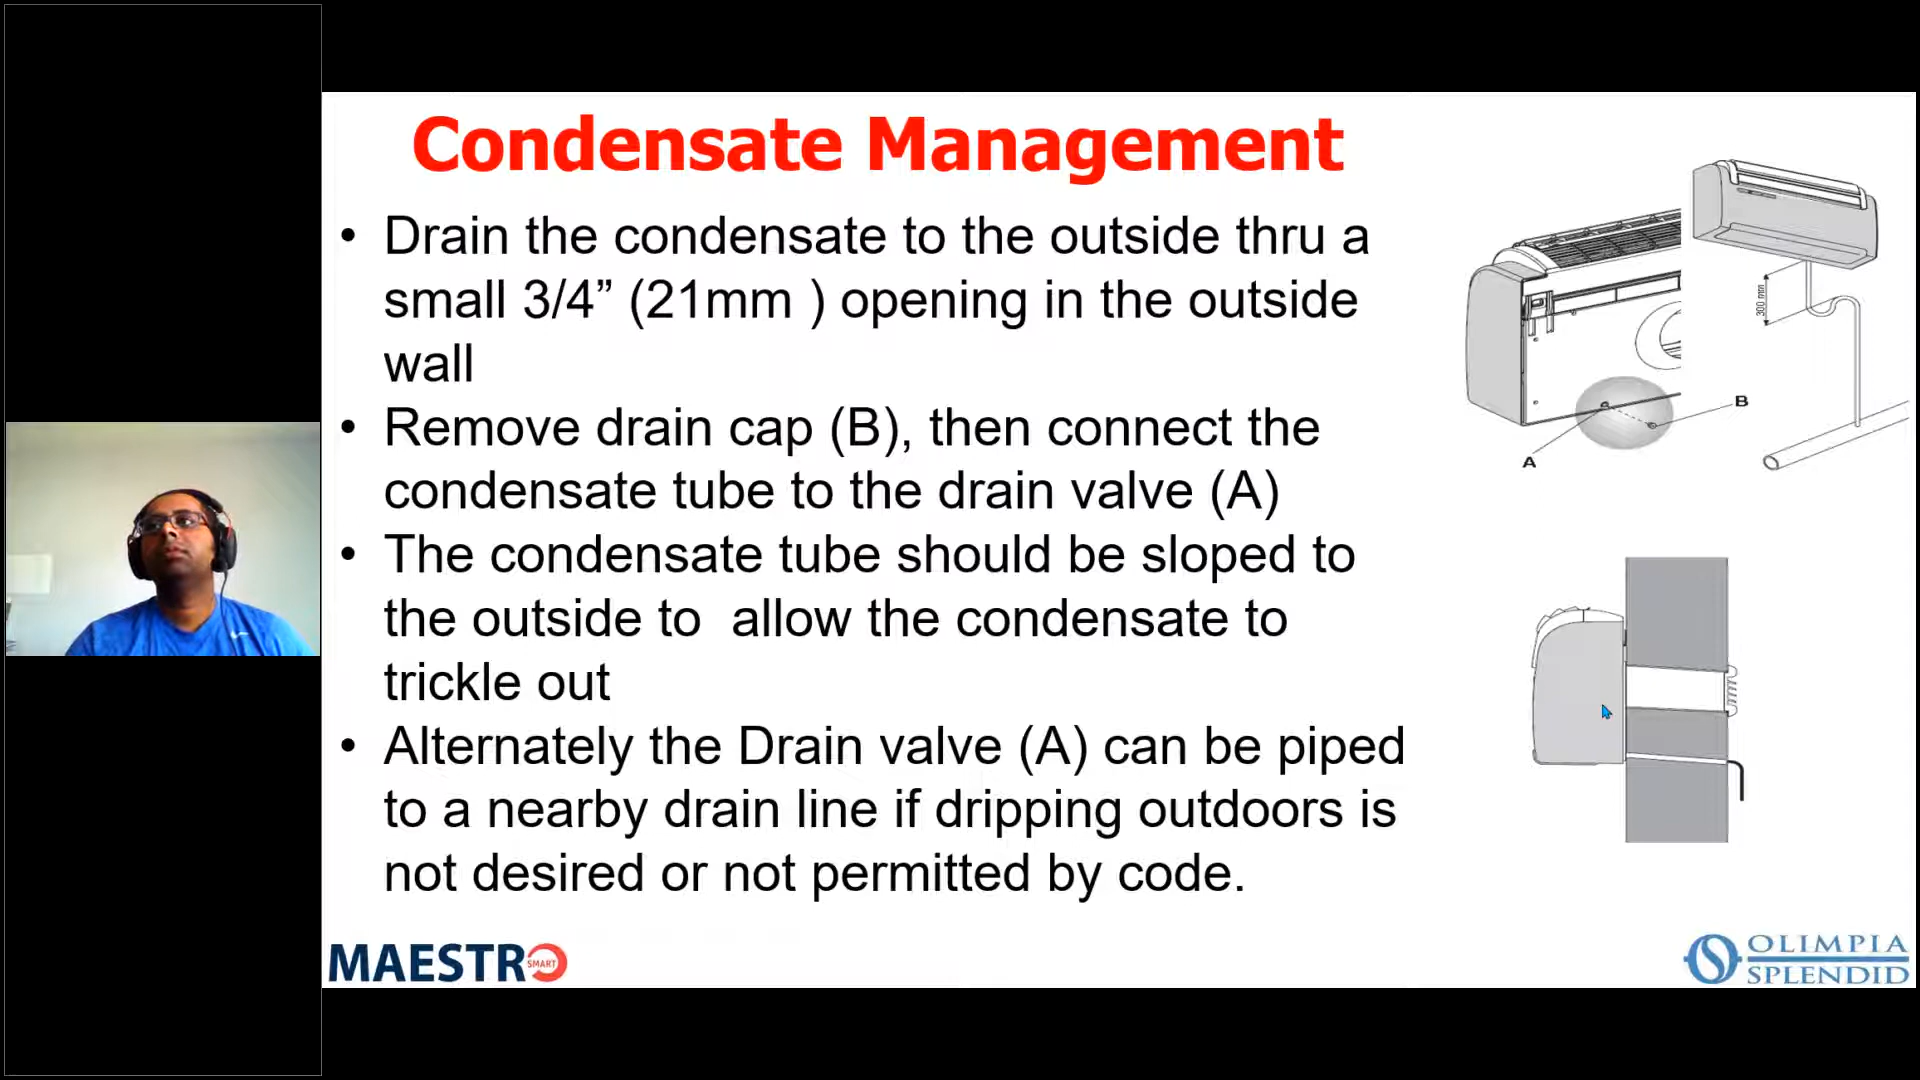 Condensate Management
• Drain the condensate to the outside thru a
small 3/4” (21mm ) opening in the outside
wall
• Remove drain cap (B), then connect the
condensate tube to the drain valve (A)
• The condensate tube should be sloped to
the outside to  allow the condensate to
trickle out
• Alternately the Drain valve (A) can be piped
to a nearby drain line if dripping outdoors is
not desired or not permitted by code.
300 mm
B
A
MAESTRO SMART
OLIMPIA
SPLENDID